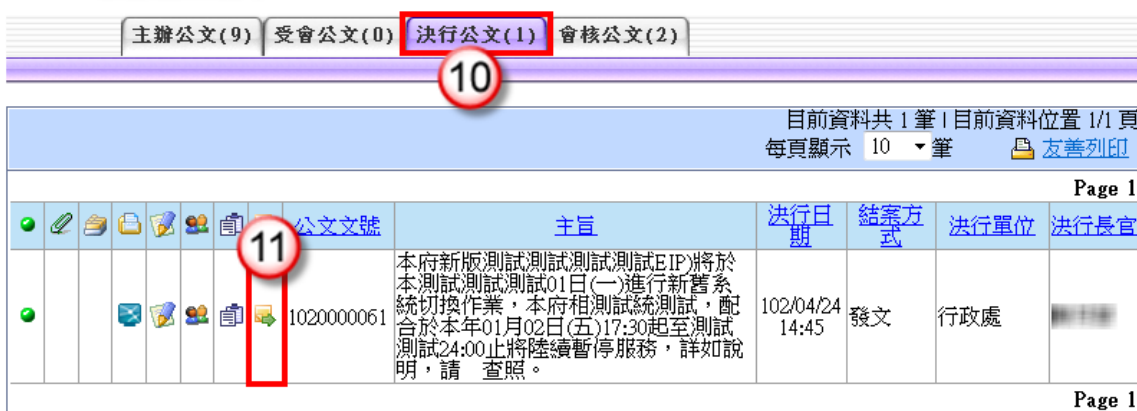 主辦公文(9) 受會公文(0) 決行公文(1) 會核公文(2)
10
目前資料共 1 筆 | 目前資料位置 1/1 頁
每頁顯示 10 筆 友善列印
Page 1
11
公文文號 主旨 決行日期 結案方式 決行單位 決行長官
本府新版測試測試測試測試EIP)將於
本測試測試測試01日(一)進行新舊系
統切換作業，本府相測試統測試，配
合於本年01月02日(五)17:30起至測試
測試24:00止將陸續暫停服務，詳如說
明，請　查照。
1020000061
102/04/24
14:45
發文
行政處
Page 1